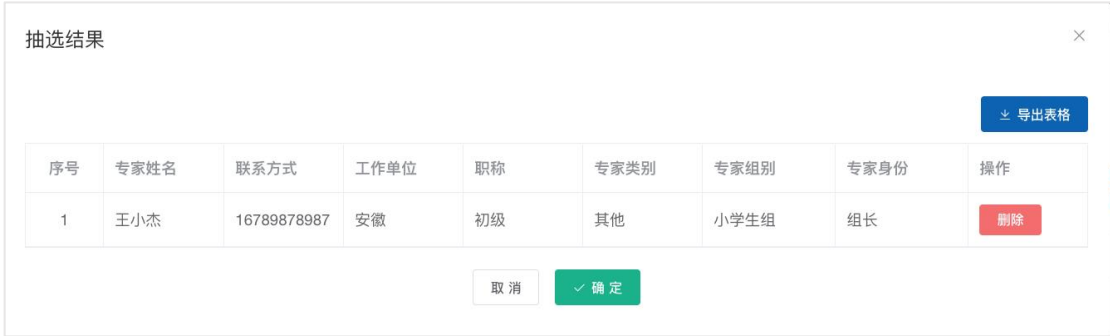 抽选结果
导出表格
序号 专家姓名 联系方式 工作单位 职称 专家类别 专家组别 专家身份 操作
1 王小杰 16789878987 安徽 初级 其他 小学生组 组长 删除
取消 确定